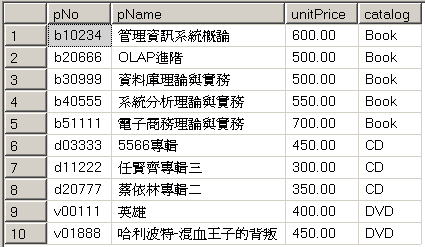 pNo pName unitPrice catalog
1 b10234 管理資訊系統概論 600.00 Book
2 b20666 OLAP進階 500.00 Book
3 b30999 資料庫理論與實務 500.00 Book
4 b40555 系統分析理論與實務 550.00 Book
5 b51111 電子商務理論與實務 700.00 Book
6 d03333 5566專輯 450.00 CD
7 d11222 任賢齊專輯三 300.00 CD
8 d20777 蔡依林專輯二 350.00 CD
9 v00111 英雄 400.00 DVD
10 v01888 哈利波特-混血王子的背叛 450.00 DVD